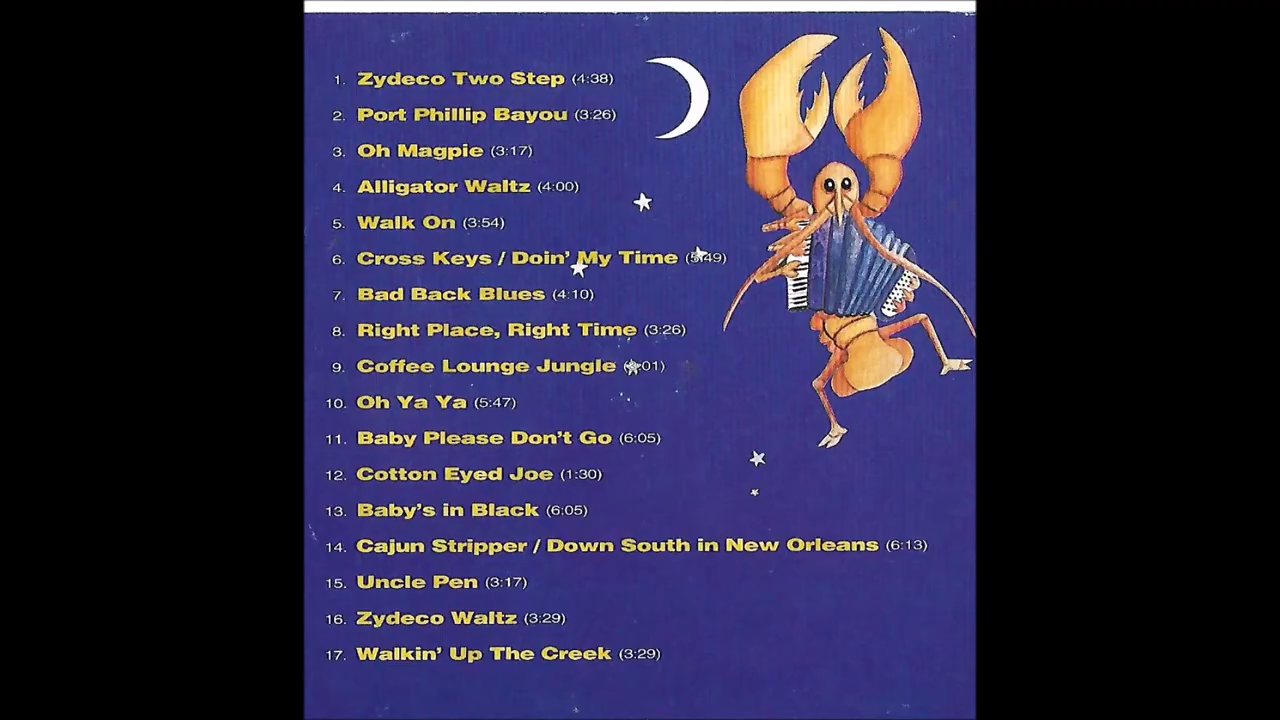 1. Zydeco Two Step (4:38)
2. Port Phillip Bayou (3:26)
3. Oh Magpie (3:17)
4. Alligator Waltz (4:00)
5. Walk On (3:54)
6. Cross Keys / Doin' My Time
7. Bad Back Blues (4:10)
8. Right Place, Right Time (3:26)
9. Coffee Lounge Jungle
10. Oh Ya Ya (5:47)
11. Baby Please Don't Go (6:05)
12. Cotton Eyed Joe (1:30)
13. Baby's in Black (6:05)
14. Cajun Stripper / Down South in New Orleans (6:13)
15. Uncle Pen (3:17)
16. Zydeco Waltz (3:29)
17. Walkin' Up The Creek (3:29)